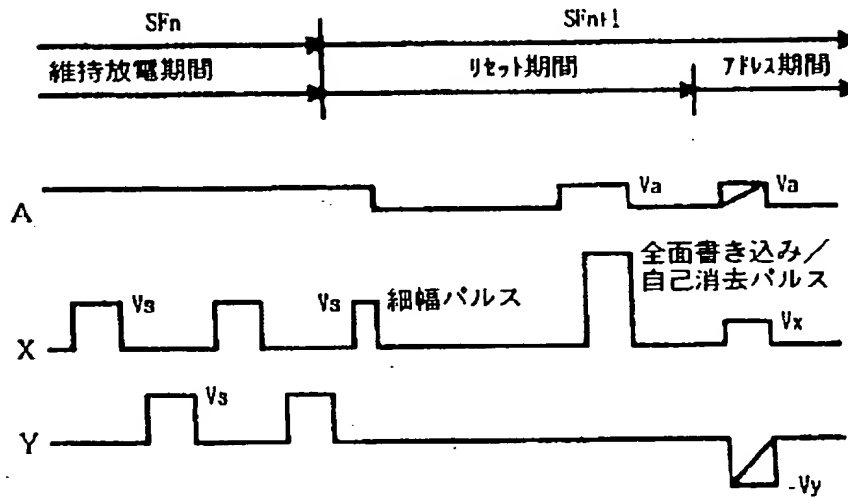 SFn
SFn+1
維持放電期間
リセット期間
アドレス期間
A
Va
Va
全面書き込み/
自己消去パルス
X
Vs
Vs
細幅パルス
Vx
Y
Vs
-Vy